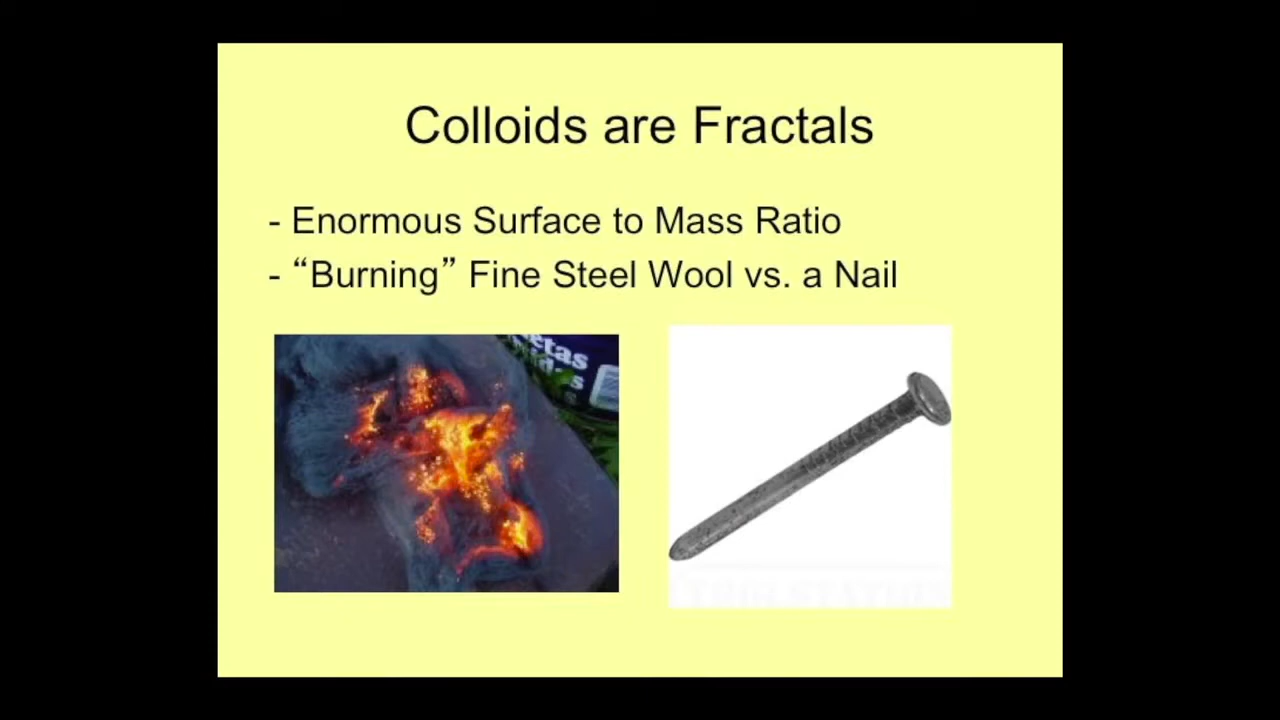 Colloids are Fractals
- Enormous Surface to Mass Ratio
- “Burning” Fine Steel Wool vs. a Nail